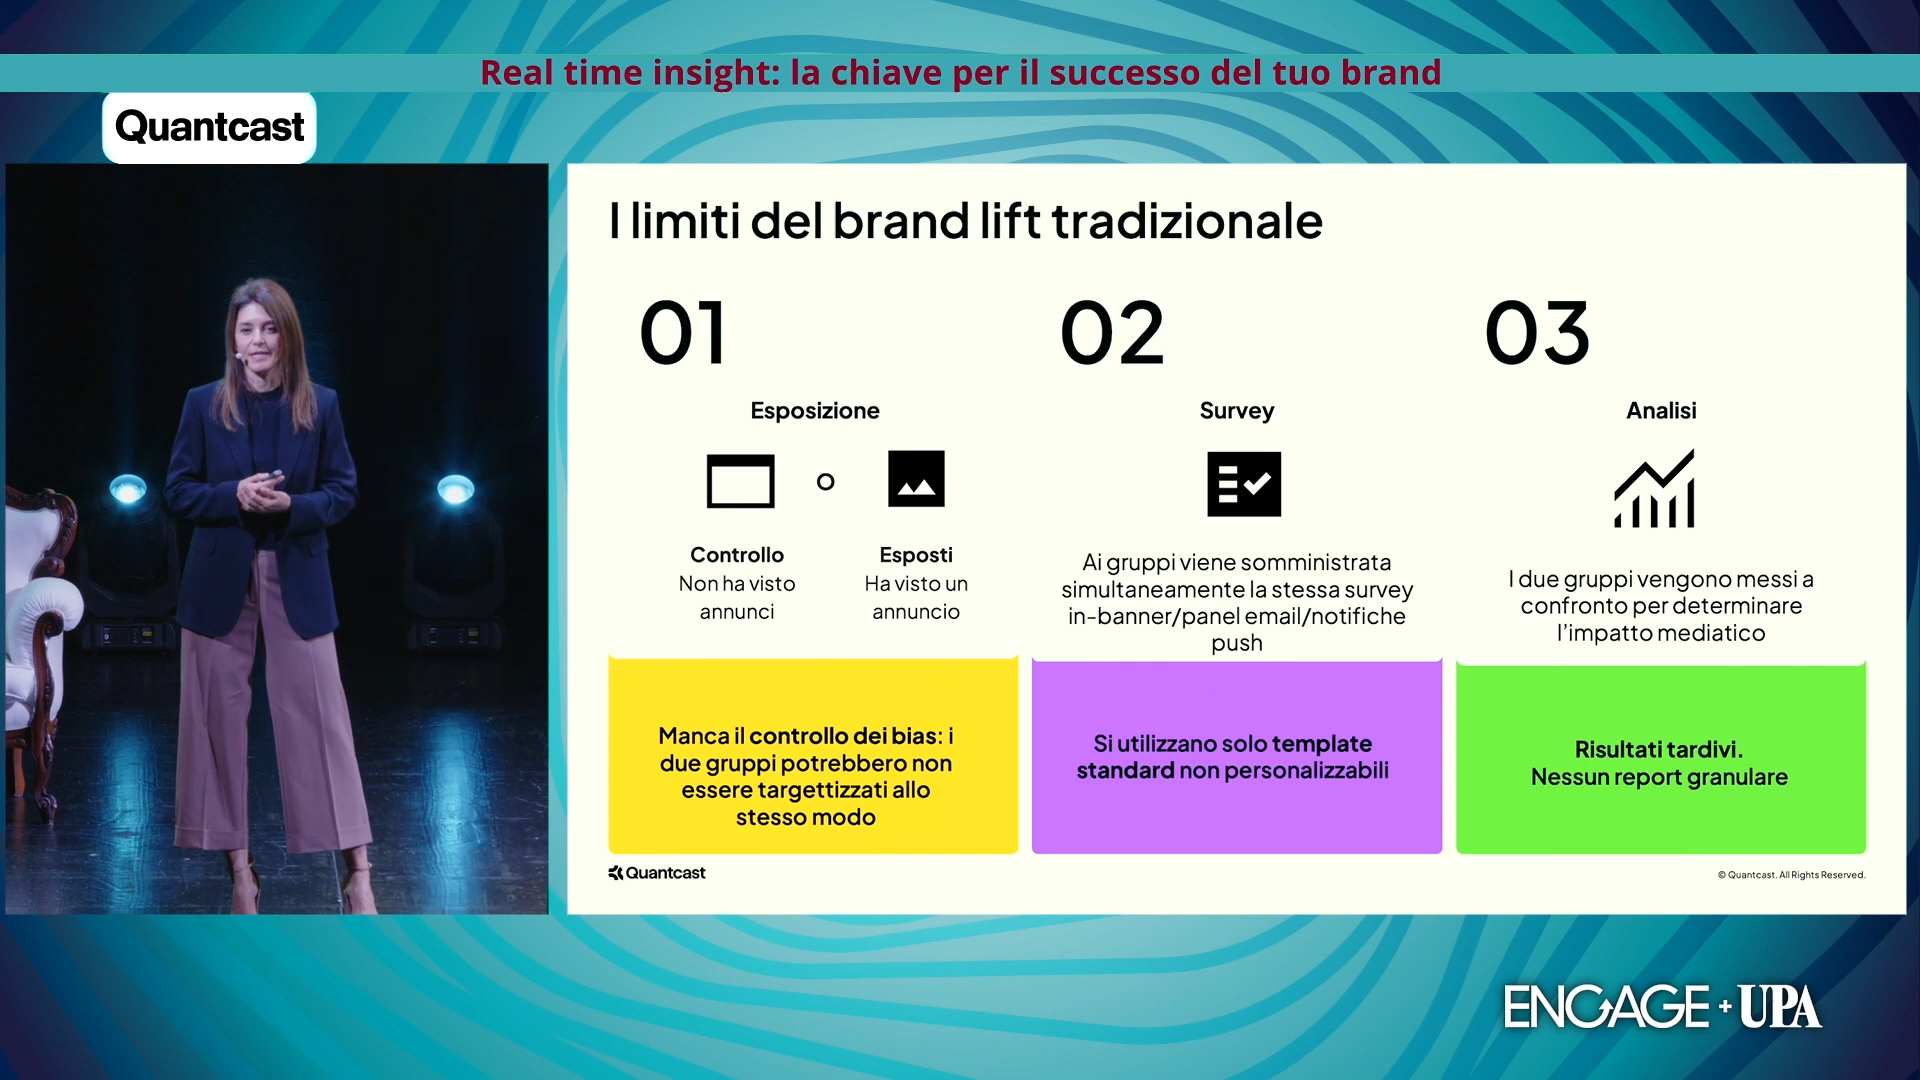 Real time insight: la chiave per il successo del tuo brand
Quantcast
I limiti del brand lift tradizionale
01
Esposizione
o
Controllo
Non ha visto
annunci
Esposti
Ha visto un
annuncio
Manca il controllo dei bias: i
due gruppi potrebbero non
essere targettizzati allo
stesso modo
02
Survey
Ai gruppi viene somministrata
simultaneamente la stessa survey
in-banner/panel email/notifiche
push
Si utilizzano solo template
standard non personalizzabili
03
Analisi
I due gruppi vengono messi a
confronto per determinare
l’impatto mediatico
Risultati tardivi.
Nessun report granulare
Quantcast
© Quantcast. All Rights Reserved.
ENGAGE + UPA